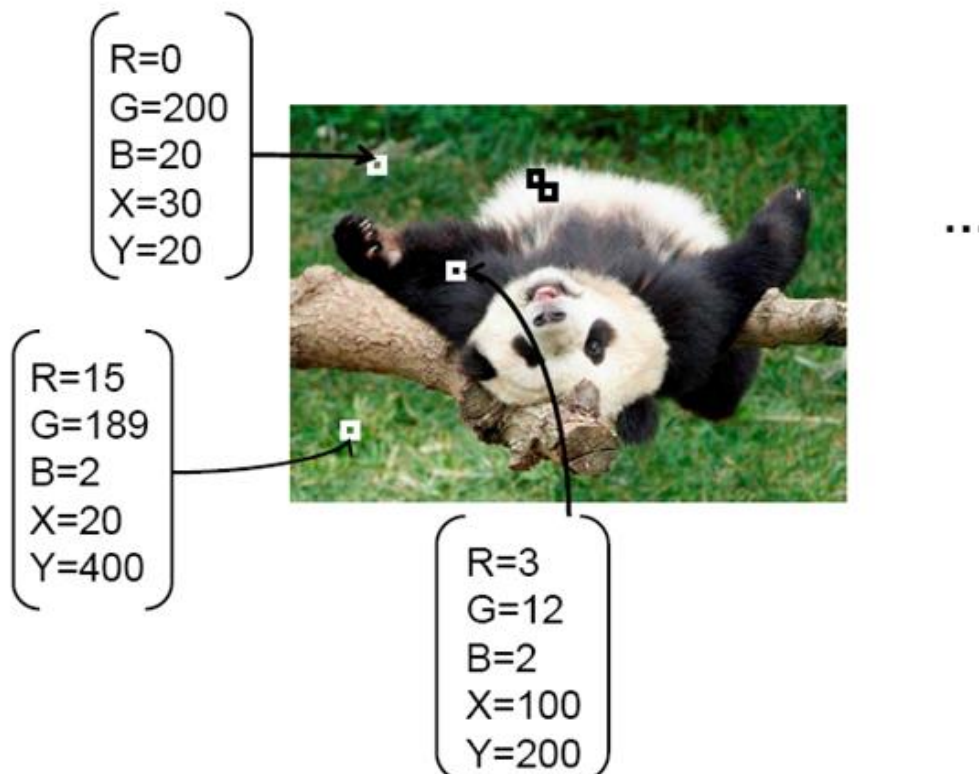 R=0
G=200
B=20
X=30
Y=20
...
R=15
G=189
B=2
X=20
Y=400
R=3
G=12
B=2
X=100
Y=200